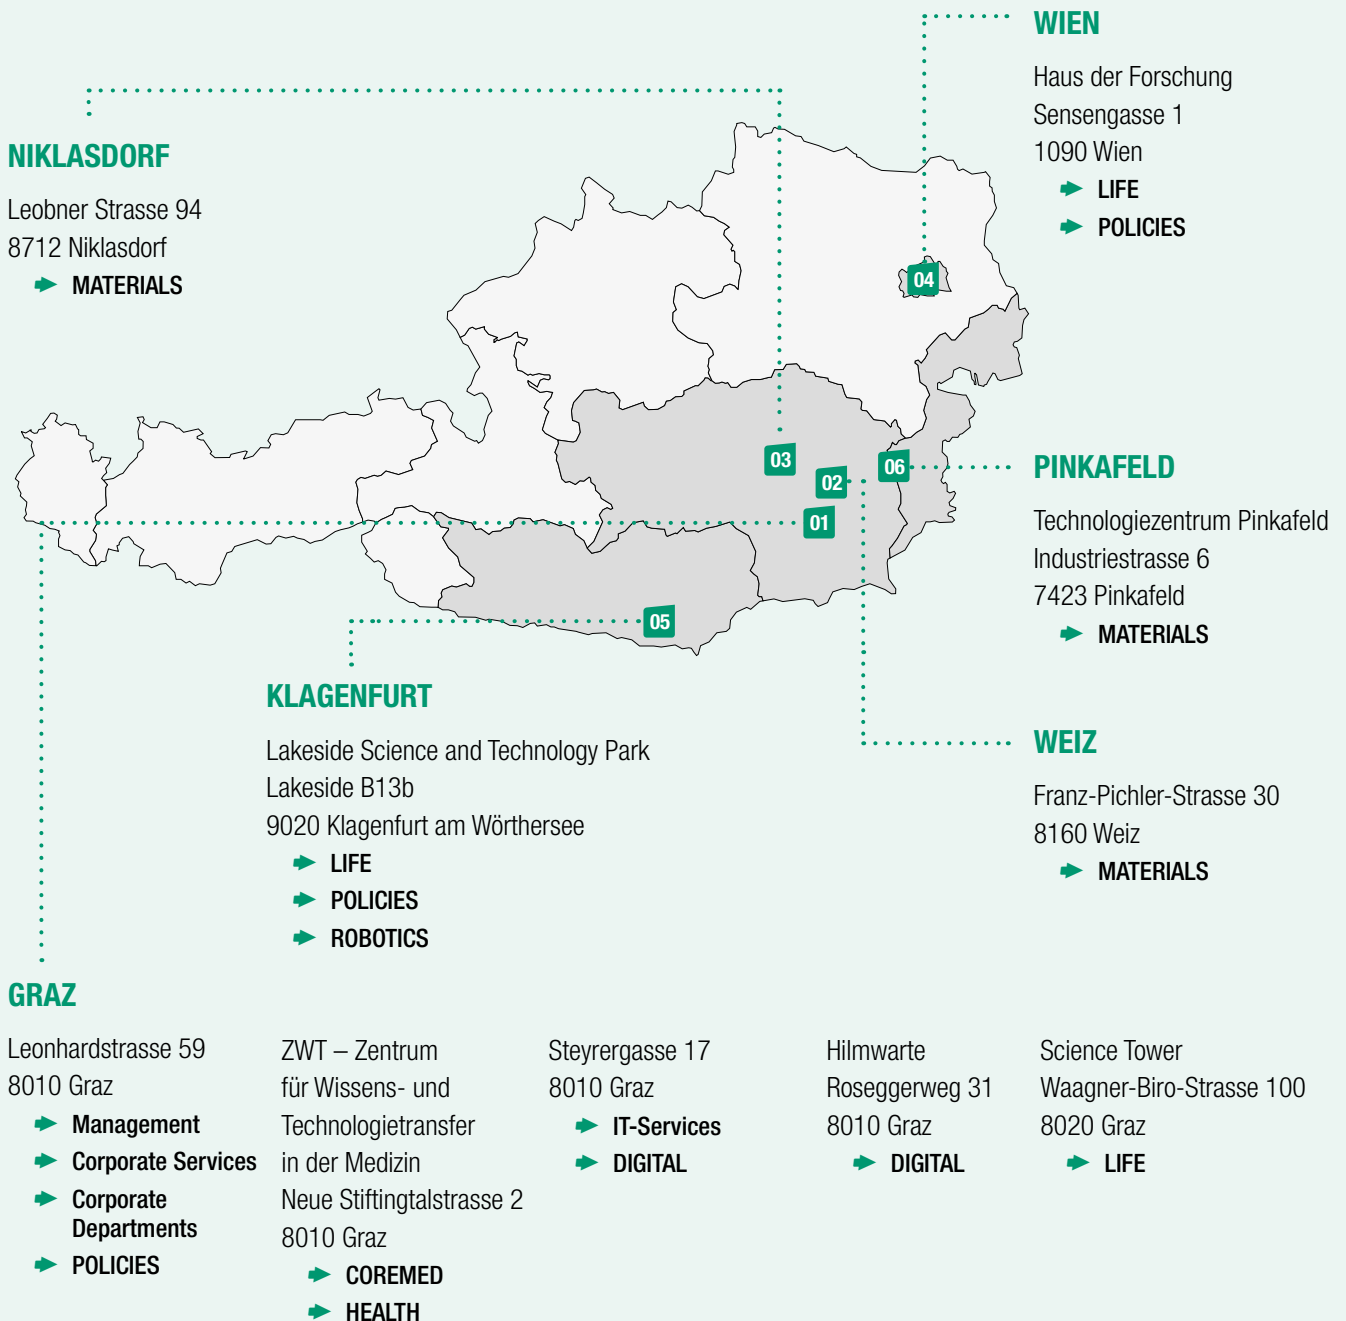 WIEN
Haus der Forschung
Sensengasse 1
1090 Wien
LIFE
POLICIES
NIKLASDORF
Leobner Strasse 94
8712 Niklasdorf
MATERIALS
04
03
02
06
01
05
PINKAFELD
Technologiezentrum Pinkafeld
Industriestrasse 6
7423 Pinkafeld
MATERIALS
KLAGENFURT
Lakeside Science and Technology Park
Lakeside B13b
9020 Klagenfurt am Wörthersee
LIFE
POLICIES
ROBOTICS
WEIZ
Franz-Pichler-Strasse 30
8160 Weiz
MATERIALS
GRAZ
Leonhardstrasse 59
8010 Graz
Management
Corporate Services
Corporate
Departments
POLICIES
ZWT – Zentrum
für Wissens- und
Technologietransfer
in der Medizin
Neue Stiftingtalstrasse 2
8010 Graz
COREMED
HEALTH
Steyrergasse 17
8010 Graz
IT-Services
DIGITAL
Hilmwarte
Roseggerweg 31
8010 Graz
DIGITAL
Science Tower
Waagner-Biro-Strasse 100
8020 Graz
LIFE